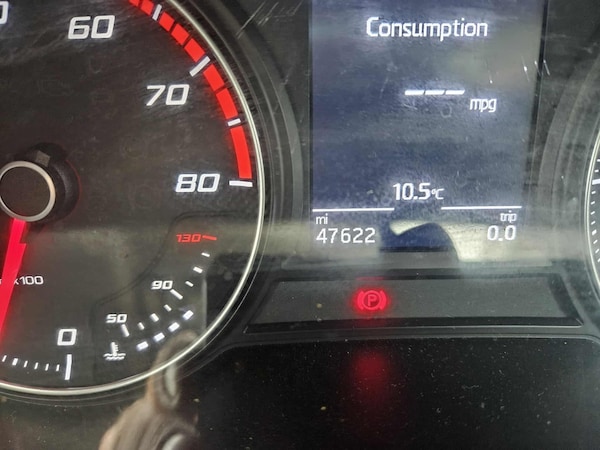 60
70
80
130
90
50
0
x100
Consumption
--- mpg
10.5°C
mi
47622
trip
0.0
P